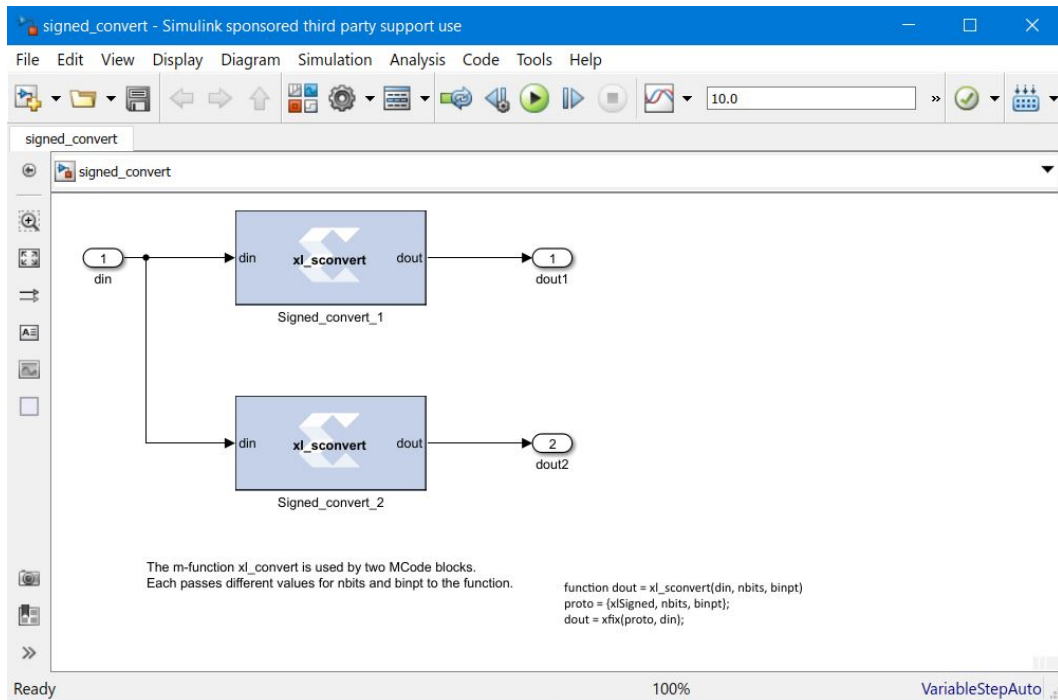 signed_convert - Simulink sponsored third party support use
File Edit View Display Diagram Simulation Analysis Code Tools Help
10.0 »
signed_convert
signed_convert
1
din
din xl_sconvert dout
Signed_convert_1
1
dout1
din xl_sconvert dout
Signed_convert_2
2
dout2
The m-function xl_convert is used by two MCode blocks.
Each passes different values for nbits and binpt to the function.
function dout = xl_sconvert(din, nbits, binpt)
proto = {xlSigned, nbits, binpt};
dout = xfix(proto, din);
Ready 100% VariableStepAuto